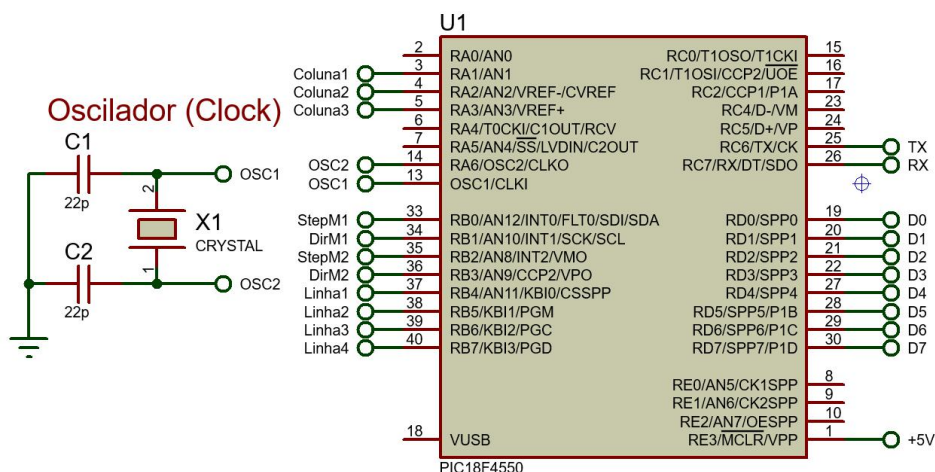 Oscilador (Clock)
C1
22p
OSC1
2
X1
CRYSTAL
C2
22p
1
OSC2
U1
2 RA0/AN0
Coluna1 3 RA1/AN1
Coluna2 4 RA2/AN2/VREF-/CVREF
Coluna3 5 RA3/AN3/VREF+
6 RA4/T0CKI/C1OUT/RCV
7 RA5/AN4/SS/LVDIN/C2OUT
OSC2 14 RA6/OSC2/CLKO
OSC1 13 OSC1/CLKI
StepM1 33 RB0/AN12/INT0/FLT0/SDI/SDA
DirM1 34 RB1/AN10/INT1/SCK/SCL
StepM2 35 RB2/AN8/INT2/VMO
DirM2 36 RB3/AN9/CCP2/VPO
Linha1 37 RB4/AN11/KBI0/CSSPP
Linha2 38 RB5/KBI1/PGM
Linha3 39 RB6/KBI2/PGC
Linha4 40 RB7/KBI3/PGD
18 VUSB
RC0/T1OSO/T1CKI 15
RC1/T1OSI/CCP2/UOE 16
RC2/CCP1/P1A 17
RC4/D-/VM 23
RC5/D+/VP 24
RC6/TX/CK 25 TX
RC7/RX/DT/SDO 26 RX
RD0/SPP0 19 D0
RD1/SPP1 20 D1
RD2/SPP2 21 D2
RD3/SPP3 22 D3
RD4/SPP4 27 D4
RD5/SPP5/P1B 28 D5
RD6/SPP6/P1C 29 D6
RD7/SPP7/P1D 30 D7
RE0/AN5/CK1SPP 8
RE1/AN6/CK2SPP 9
RE2/AN7/OESPP 10
RE3/MCLR/VPP 1 +5V
PIC18F4550